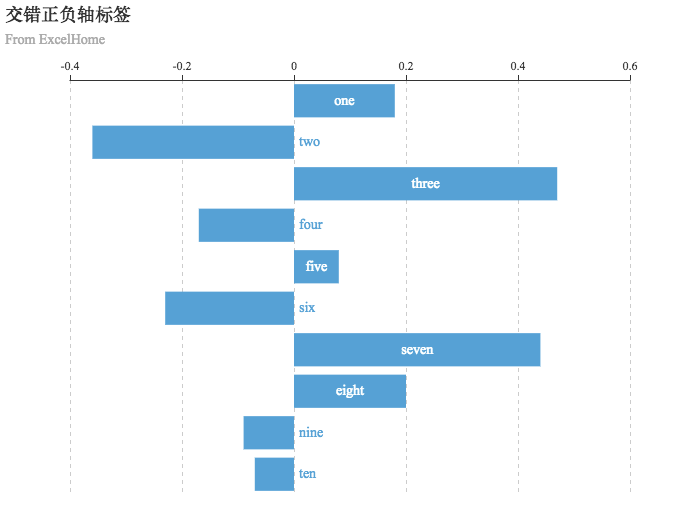 交错正负轴标签
From ExcelHome
-0.4 -0.2 0 0.2 0.4 0.6
one
two
three
four
five
six
seven
eight
nine
ten